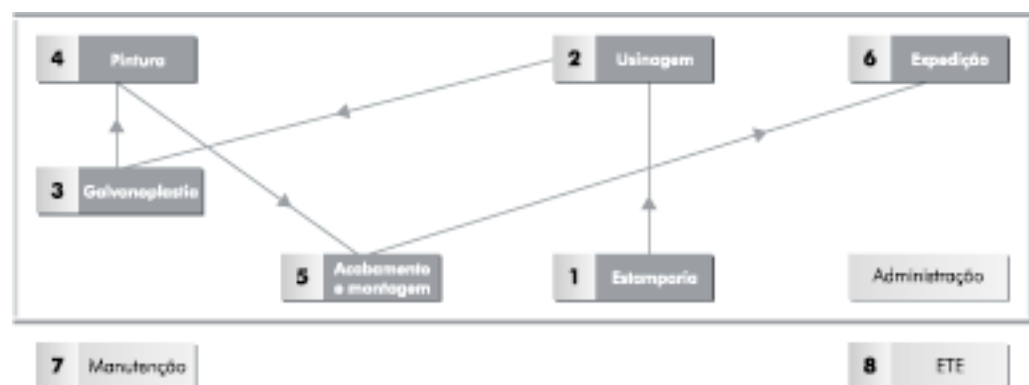 4 Pintura
2 Usinagem
6 Expedição
3 Galvanoplastia
5 Acabamento
e montagem
1 Estamparia
Administração
7 Manutenção
8 ETE